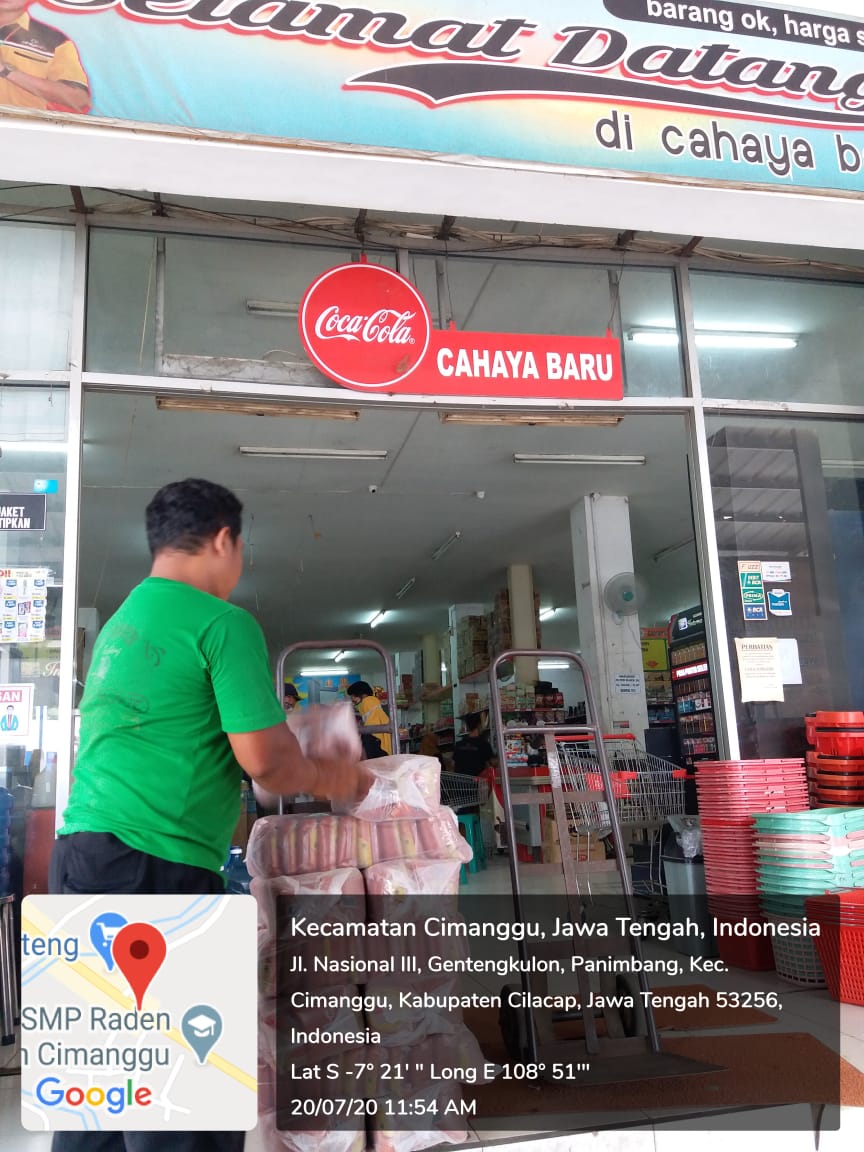 barang ok, harga
Selamat Datang
di cahaya
Coca-Cola
CAHAYA BARU
PERHATIAN
teng
SMP Raden
Cimanggu
Google
Kecamatan Cimanggu, Jawa Tengah, Indonesia
Jl. Nasional III, Gentengkulon, Panimbang, Kec.
Cimanggu, Kabupaten Cilacap, Jawa Tengah 53256,
Indonesia
Lat S -7° 21' " Long E 108° 51'"
20/07/20 11:54 AM